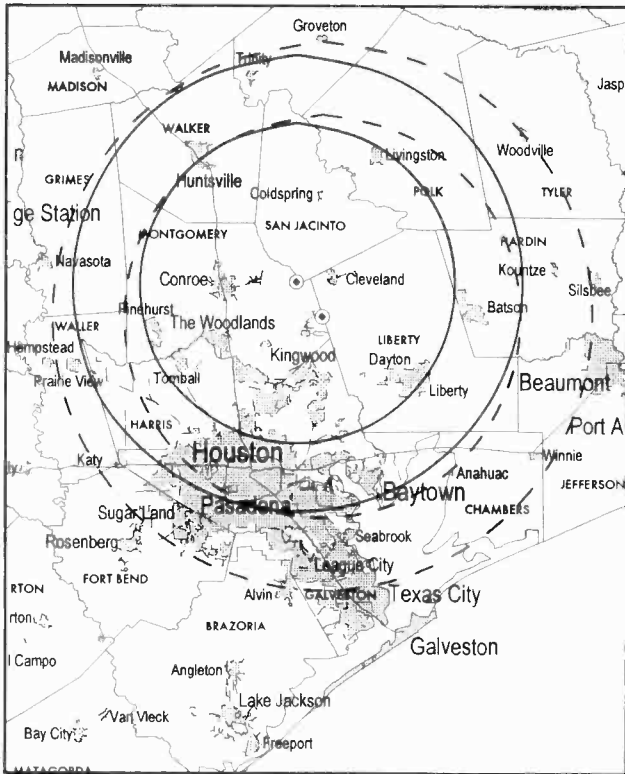 Groveton
Madisonville
Trinity
MADISON
Jasp
WALKER
Woodville
Livingston
n
Huntsville
GRIMES
Coldspring
POLK
TYLER
ge Station
SAN JACINTO
MONTGOMERY
HARDIN
Navasota
Kountze
Conroe
Cleveland
Silsbee
Pinehurst
Batson
The Woodlands
WALLER
LIBERTY
Hempstead
Kingwood
Dayton
Prairie View
Tomball
Beaumont
Liberty
HARRIS
Port A
Houston
Winnie
Katy
Anahuac
JEFFERSON
Baytown
Pasadena
CHAMBERS
Sugar Land
Seabrook
Rosenberg
League City
FORT BEND
RTON
Alvin
GALVESTON
Texas City
rton
BRAZORIA
Galveston
l Campo
Angleton
Lake Jackson
Van Vleck
Bay City
Freeport
MATAGORDA